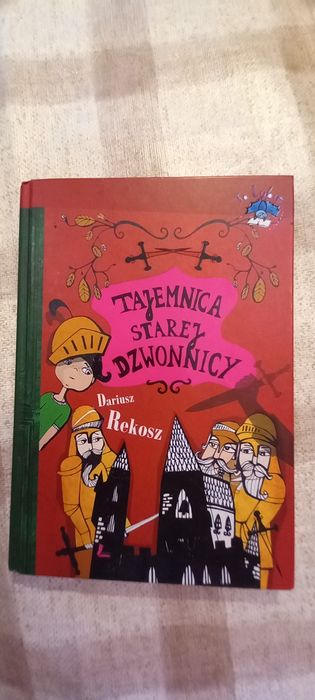 TAJEMNICA
STAREJ
DZWONNICY
Dariusz
Rekosz